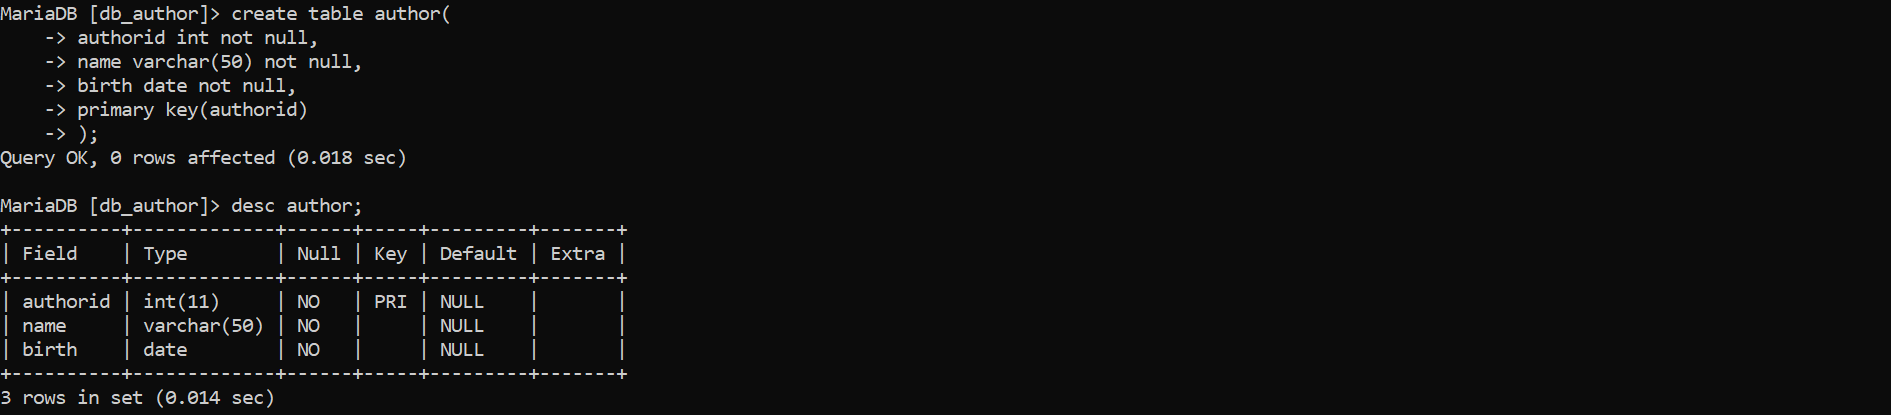 MariaDB [db_author]> create table author(
    -> authorid int not null,
    -> name varchar(50) not null,
    -> birth date not null,
    -> primary key(authorid)
    -> );
Query OK, 0 rows affected (0.018 sec)

MariaDB [db_author]> desc author;
+----------+-------------+------+-----+---------+-------+
| Field    | Type        | Null | Key | Default | Extra |
+----------+-------------+------+-----+---------+-------+
| authorid | int(11)     | NO   | PRI | NULL    |       |
| name     | varchar(50) | NO   |     | NULL    |       |
| birth    | date        | NO   |     | NULL    |       |
+----------+-------------+------+-----+---------+-------+
3 rows in set (0.014 sec)